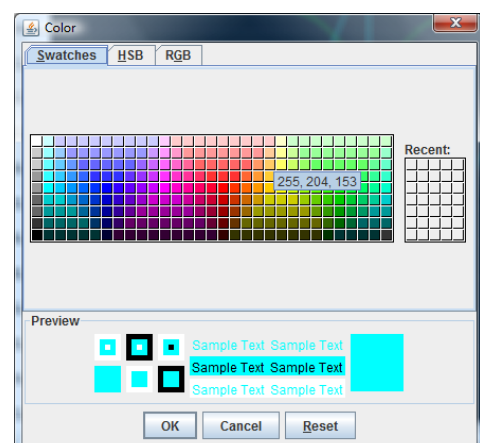 Color
Swatches HSB RGB
Recent:
255, 204, 153
Preview
Sample Text Sample Text
Sample Text Sample Text
Sample Text Sample Text
OK Cancel Reset